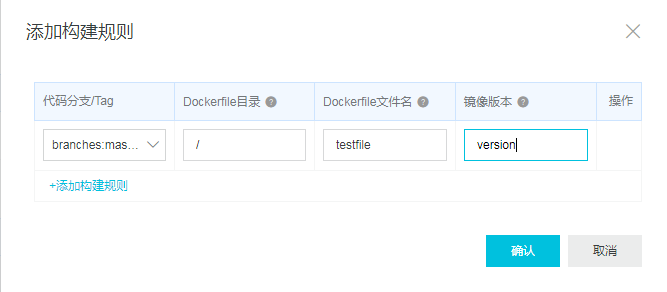 添加构建规则
代码分支/Tag Dockerfile目录 Dockerfile文件名 镜像版本 操作
branches:mas... / testfile version
+添加构建规则
确认 取消